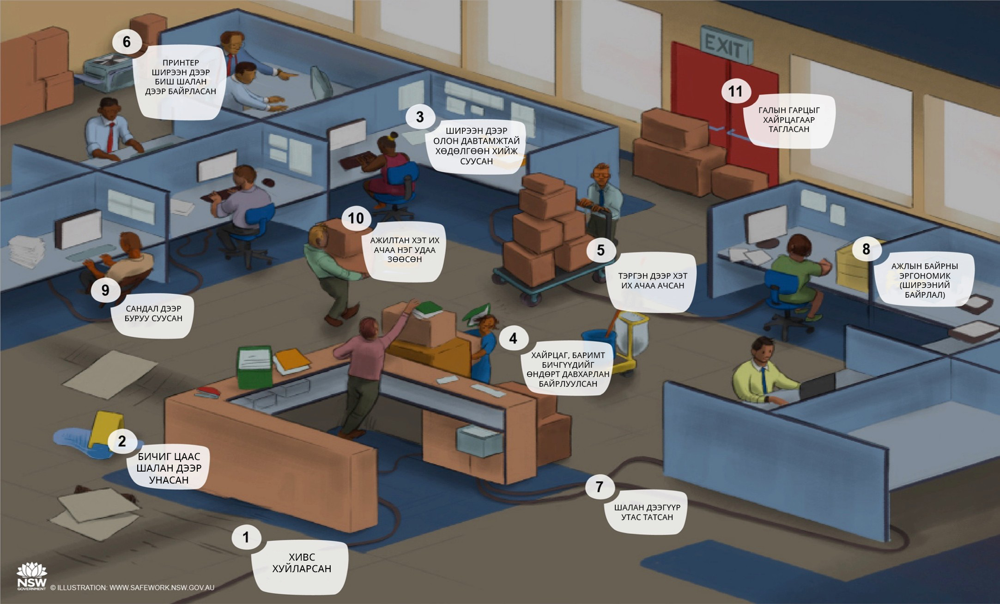 6
ПРИНТЕР
ШИРЭЭН ДЭЭР
БИШ ШАЛАН
ДЭЭР БАЙРЛАСАН
EXIT
11
ГАЛЫН ГАРЦЫГ
ХАЙРЦАГААР
ТАГЛАСАН
3
ШИРЭЭН ДЭЭР
ОЛОН ДАВТАМЖТАЙ
ХӨДӨЛГӨӨН ХИЙЖ
СУУСАН
10
АЖИЛТАН ХЭТ ИХ
АЧАА НЭГ УДАА
ЗӨӨСӨН
5
ТЭРГЭН ДЭЭР ХЭТ
ИХ АЧАА АЧСАН
8
АЖЛЫН БАЙРНЫ
ЭРГОНОМИК
(ШИРЭЭНИЙ
БАЙРЛАЛ)
9
САНДАЛ ДЭЭР
БУРУУ СУУСАН
4
ХАЙРЦАГ, БАРИМТ
БИЧГҮҮДИЙГ
ӨНДӨРТ ДАВХАРЛАН
БАЙРЛУУЛСАН
2
БИЧИГ ЦААС
ШАЛАН ДЭЭР
УНАСАН
7
ШАЛАН ДЭЭГҮҮР
УТАС ТАТСАН
1
ХИВС
ХУЙЛАРСАН
NSW
GOVERNMENT
© ILLUSTRATION: WWW.SAFEWORK.NSW.GOV.AU